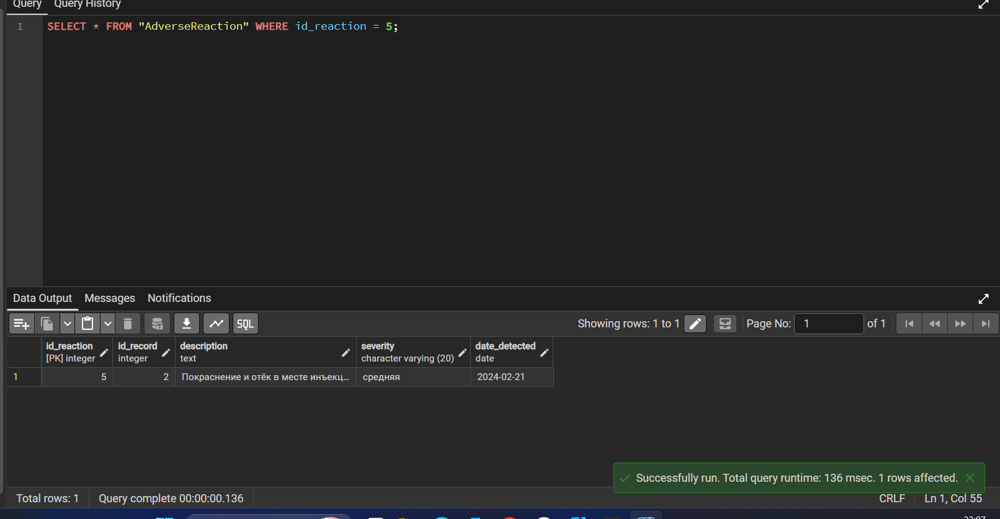 Query Query History
1 SELECT * FROM "AdverseReaction" WHERE id_reaction = 5;
Data Output Messages Notifications
SQL Showing rows: 1 to 1 Page No: 1 of 1
id_reaction id_record description severity date_detected
[PK] integer integer text character varying (20) date
1 5 2 Покраснение и отёк в месте инъекц... средняя 2024-02-21
Successfully run. Total query runtime: 136 msec. 1 rows affected.
Total rows: 1 Query complete 00:00:00.136 CRLF Ln 1, Col 55